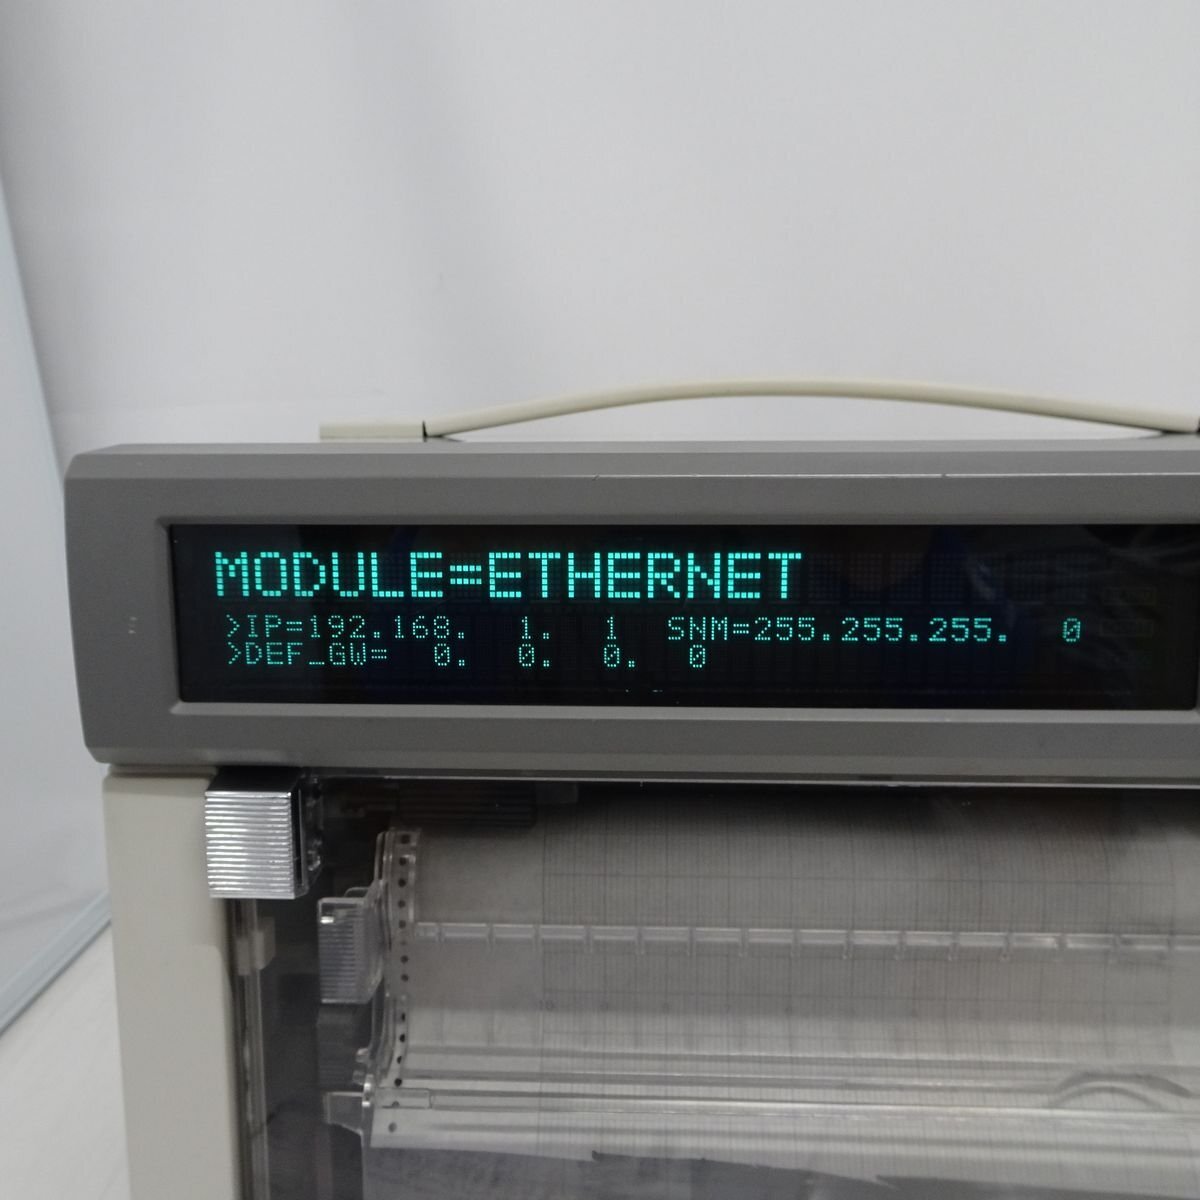 MODULE=ETHERNET
>IP=192.168.  1.  1  SNM=255.255.255.  0
>DEF_GW=  0.  0.  0.  0